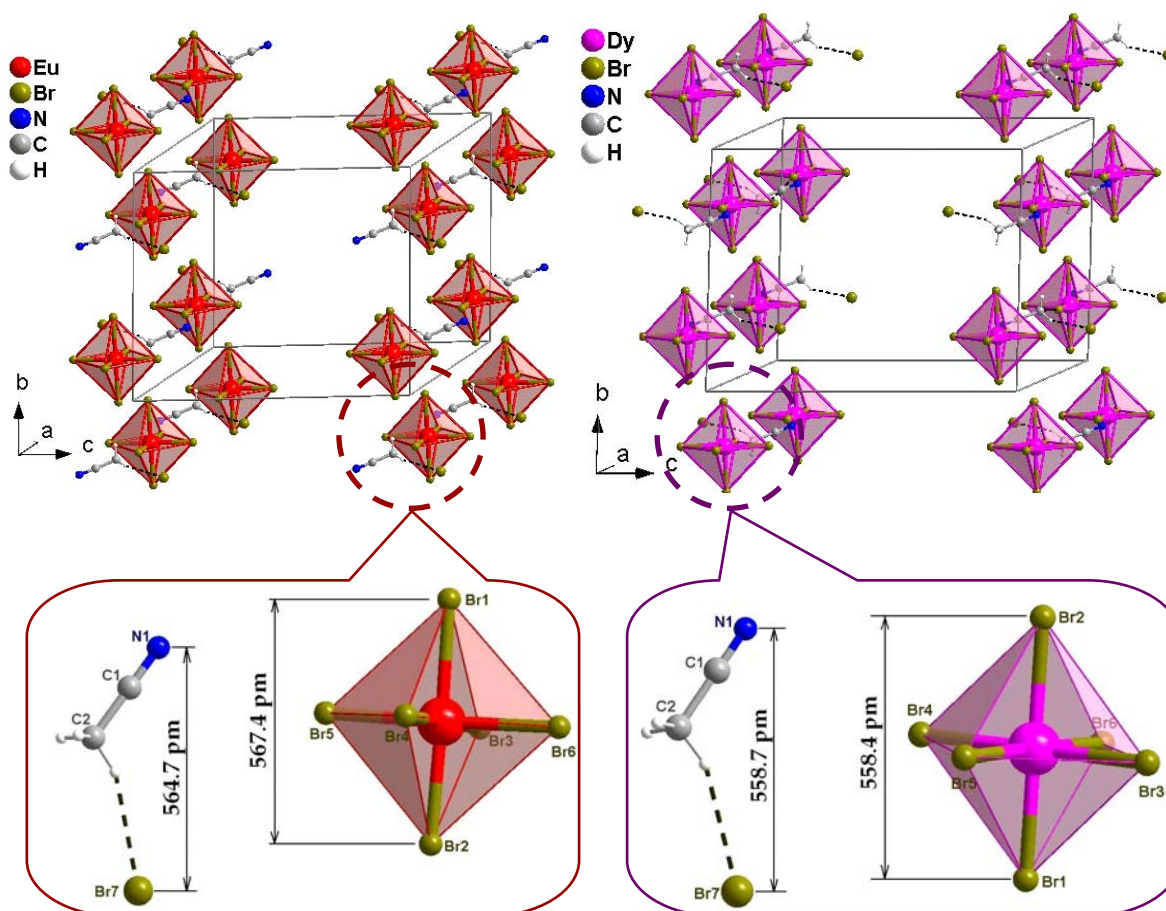 Eu
Br
N
C
H
b
a
c
Dy
Br
N
C
H
b
a
c
N1
C1
C2
Br7
564.7 pm
567.4 pm
Br1
Br5
Br4
Br3
Br6
Br2
N1
C1
C2
Br7
558.7 pm
558.4 pm
Br2
Br4
Br6
Br5
Br3
Br1